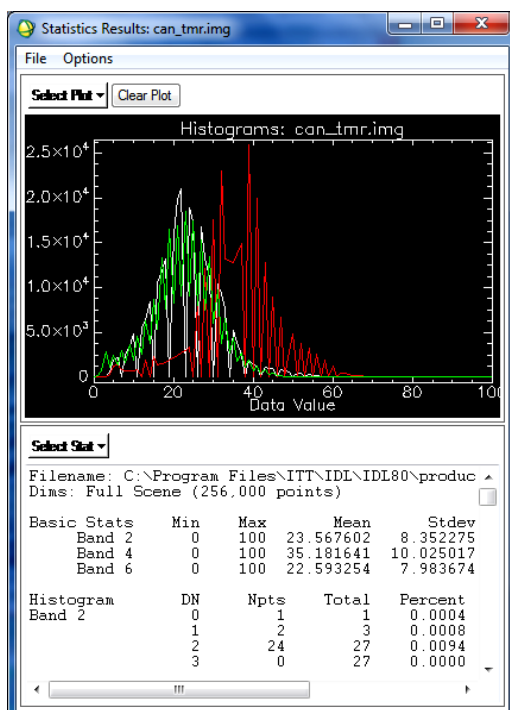 Statistics Results: can_tmr.img
File Options
Select Plot Clear Plot
Histograms: can_tmr.img
2.5×10⁴
2.0×10⁴
1.5×10⁴
1.0×10⁴
5.0×10³
0
0 20 40 60 80 100
Data Value
Select Stat
Filename: C:\Program Files\ITT\IDL\IDL80\produc
Dims: Full Scene (256,000 points)
Basic Stats Min Max Mean Stdev
Band 2 0 100 23.567602 8.352275
Band 4 0 100 35.181641 10.025017
Band 6 0 100 22.593254 7.983674
Histogram DN Npts Total Percent
Band 2 0 1 1 0.0004
1 2 3 0.0008
2 24 27 0.0094
3 0 27 0.0000